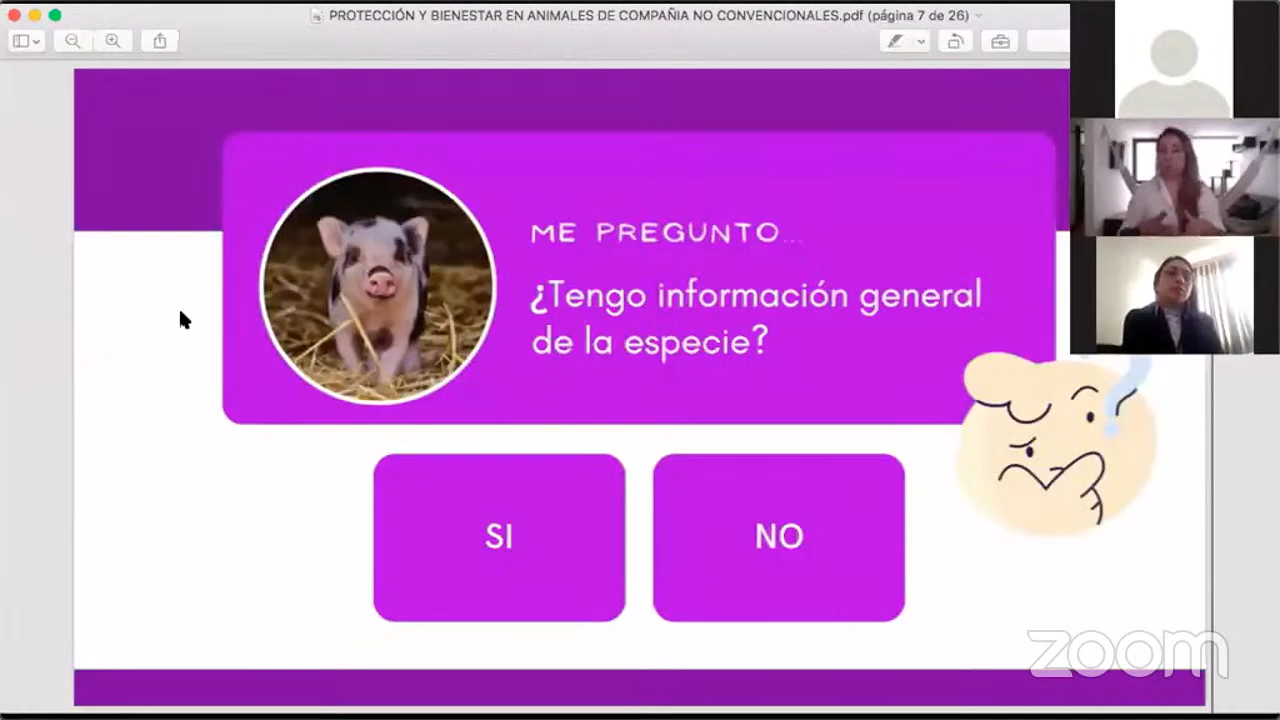 PROTECCIÓN Y BIENESTAR EN ANIMALES DE COMPAÑIA NO CONVENCIONALES.pdf (página 7 de 26)
ME PREGUNTO...
¿Tengo información general
de la especie?
SI
NO
zoom